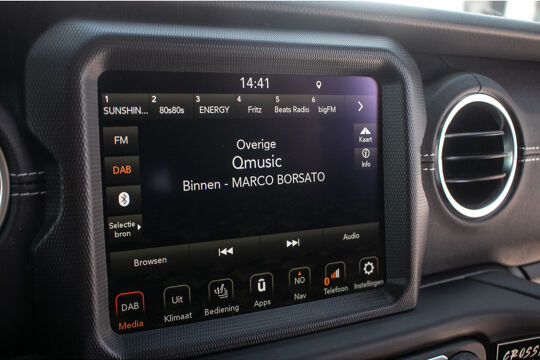 14:41
1 2 3 4 5 6
SUNSHIN... 80s80s ENERGY Fritz Beats Radio bigFM
FM
DAB
Selectie
bron
Overige
Qmusic
Binnen - MARCO BORSATO
Kaart
Info
Browsen
Audio
DAB Uit NO
Media Klimaat Bediening Apps Nav Telefoon Instellingen
CROSS